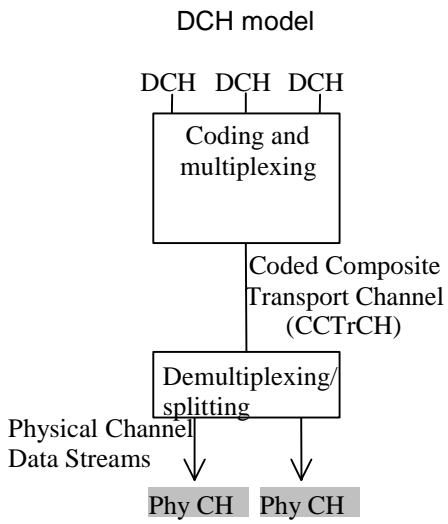 DCH model
DCH DCH DCH
Coding and
multiplexing
Coded Composite
Transport Channel
(CCTrCH)
Demultiplexing/
splitting
Physical Channel
Data Streams
Phy CH Phy CH